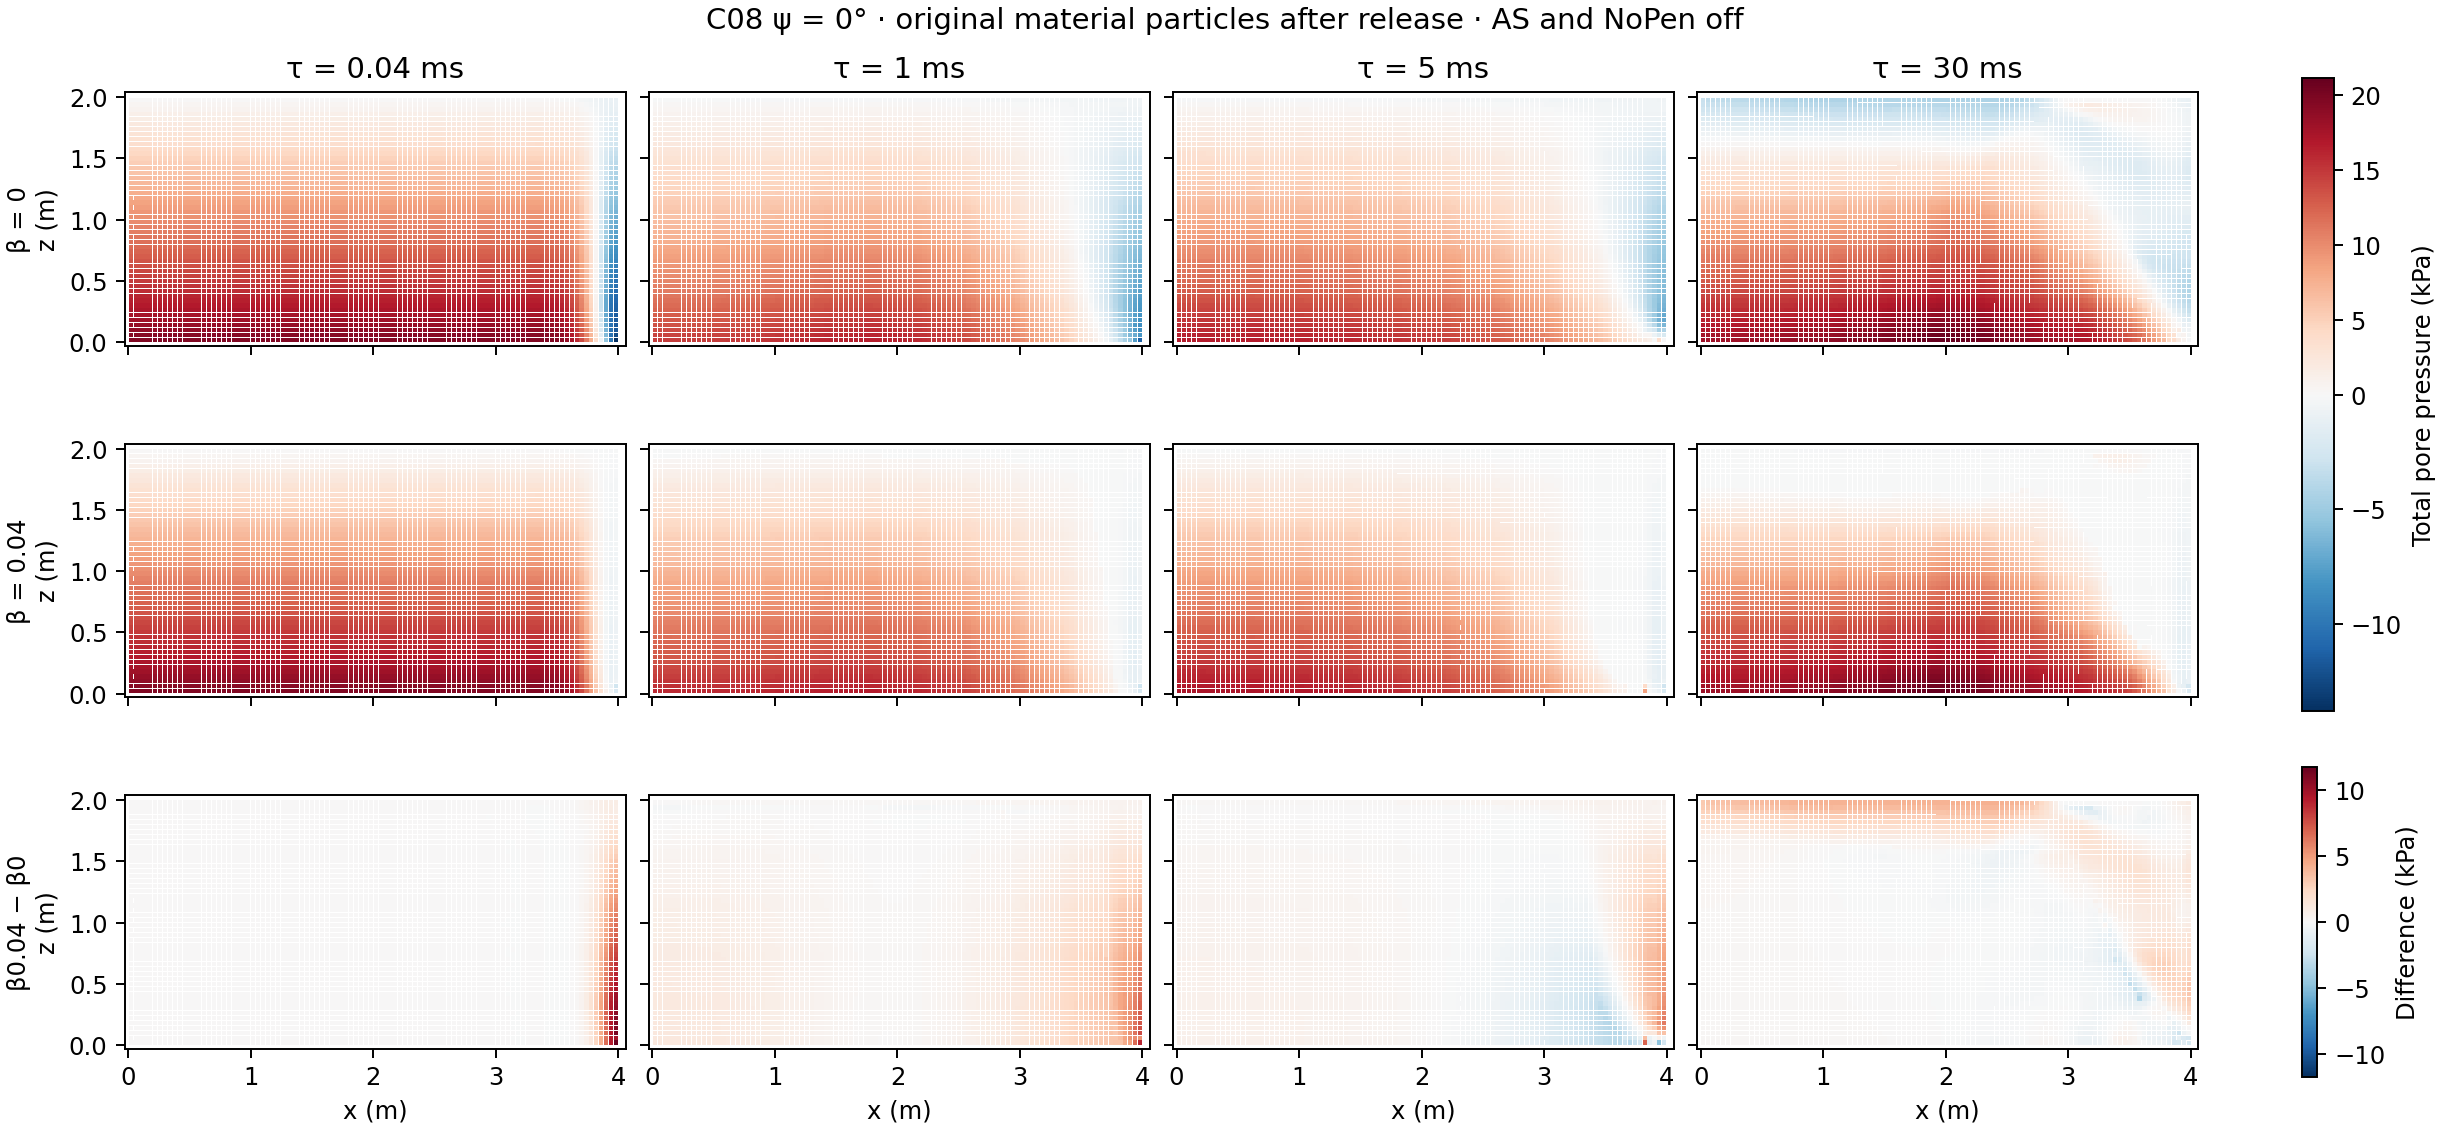 C08 ψ = 0° · original material particles after release · AS and NoPen off
τ = 0.04 ms
τ = 1 ms
τ = 5 ms
τ = 30 ms
β = 0
z (m)
2.0
1.5
1.0
0.5
0.0
20
15
10
5
0
−5
−10
Total pore pressure (kPa)
β = 0.04
z (m)
2.0
1.5
1.0
0.5
0.0
β0.04 − β0
z (m)
2.0
1.5
1.0
0.5
0.0
10
5
0
−5
−10
Difference (kPa)
0 1 2 3 4
0 1 2 3 4
0 1 2 3 4
0 1 2 3 4
x (m)
x (m)
x (m)
x (m)